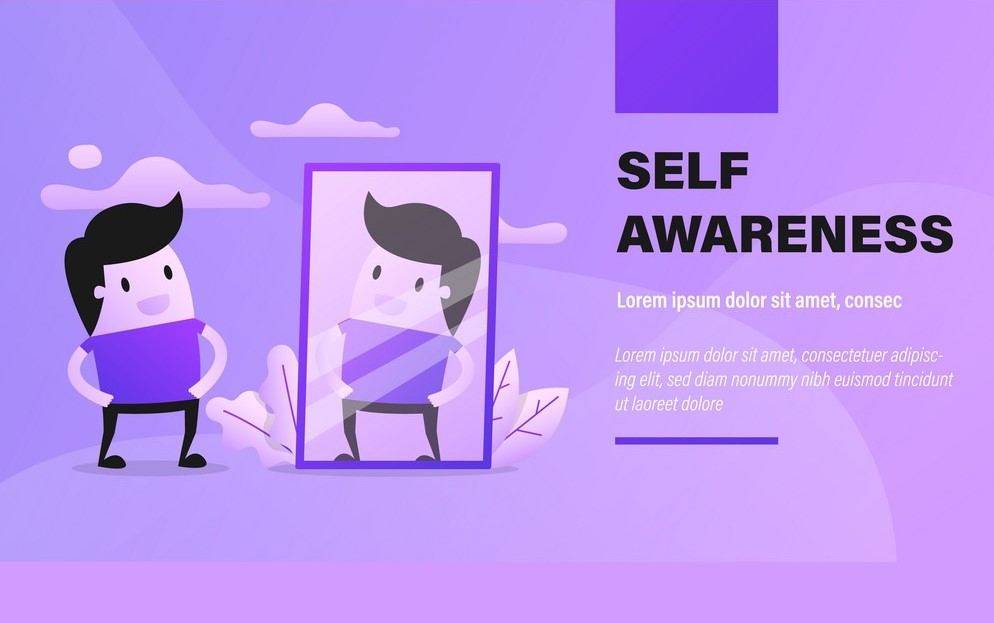 SELF
AWARENESS
Lorem ipsum dolor sit amet, consec
Lorem ipsum dolor sit amet, consectetuer adipisc-
ing elit, sed diam nonummy nibh euismod tincidunt
ut laoreet dolore